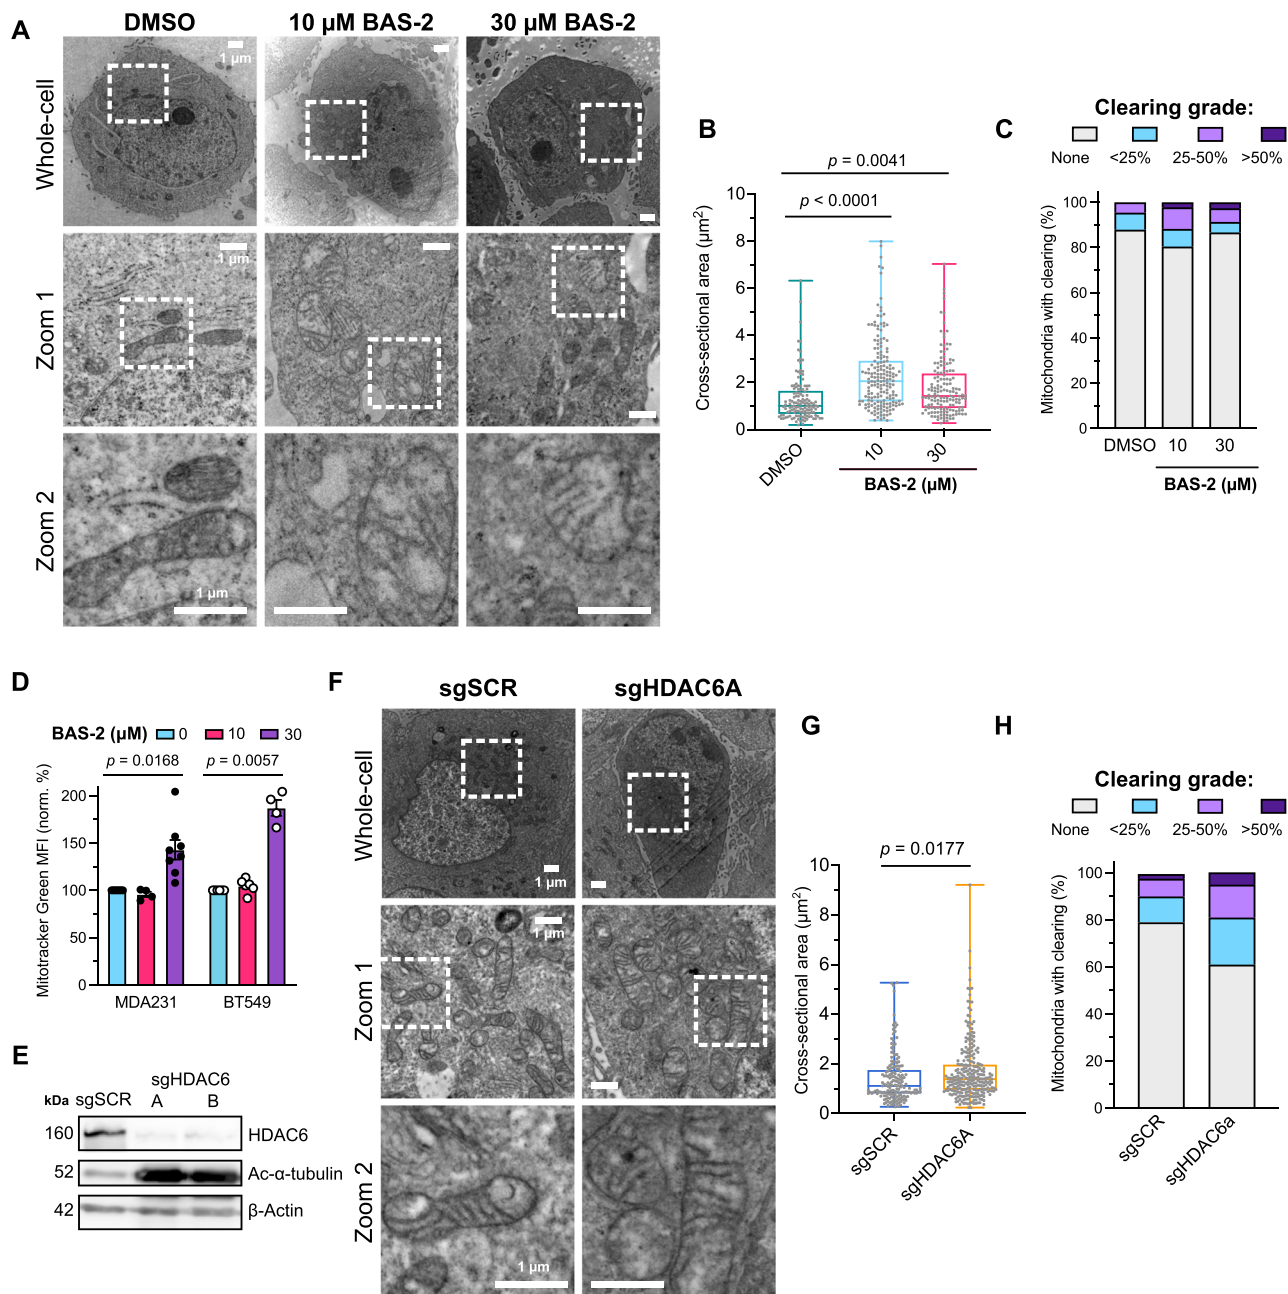 A
DMSO
10 µM BAS-2
30 µM BAS-2
Whole-cell
1 µm
Zoom 1
1 µm
Zoom 2
1 µm
B
p = 0.0041
p < 0.0001
Cross-sectional area (µm²)
10
8
6
4
2
0
DMSO
10
30
BAS-2 (µM)
C
Clearing grade:
None
<25%
25-50%
>50%
Mitochondria with clearing (%)
100
80
60
40
20
0
DMSO
10
30
BAS-2 (µM)
D
BAS-2 (µM)
0
10
30
p = 0.0168
p = 0.0057
Mitotracker Green MFI (norm. %)
200
150
100
50
0
MDA231
BT549
E
sgHDAC6
kDa
sgSCR
A
B
160
HDAC6
52
Ac-α-tubulin
42
β-Actin
F
sgSCR
sgHDAC6A
Whole-cell
1 µm
Zoom 1
1 µm
Zoom 2
1 µm
G
p = 0.0177
Cross-sectional area (µm²)
10
8
6
4
2
0
sgSCR
sgHDAC6A
H
Clearing grade:
None
<25%
25-50%
>50%
Mitochondria with clearing (%)
100
80
60
40
20
0
sgSCR
sgHDAC6a